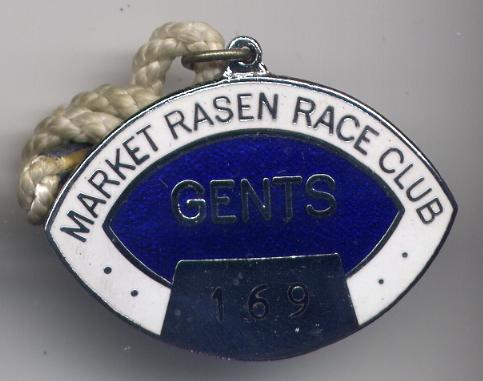 MARKET RASEN RACE CLUB
GENTS
169